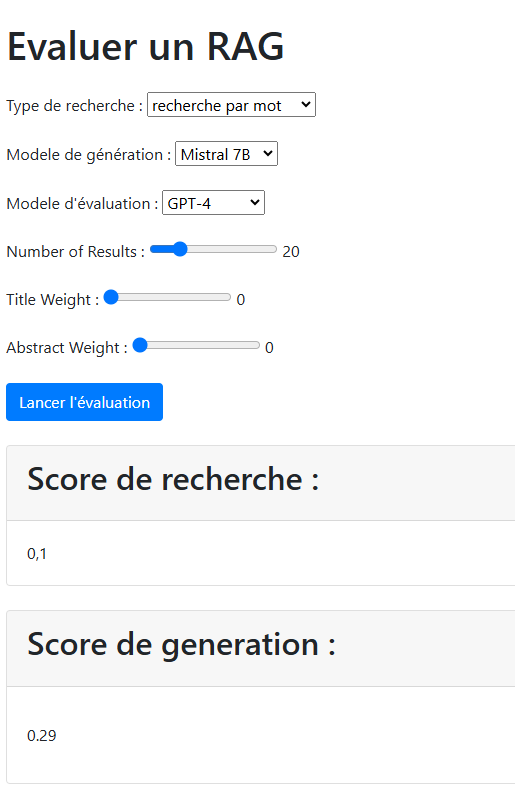 Evaluer un RAG
Type de recherche : recherche par mot
Modele de génération : Mistral 7B
Modele d'évaluation : GPT-4
Number of Results : 20
Title Weight : 0
Abstract Weight : 0
Lancer l'évaluation
Score de recherche :
0,1
Score de generation :
0.29